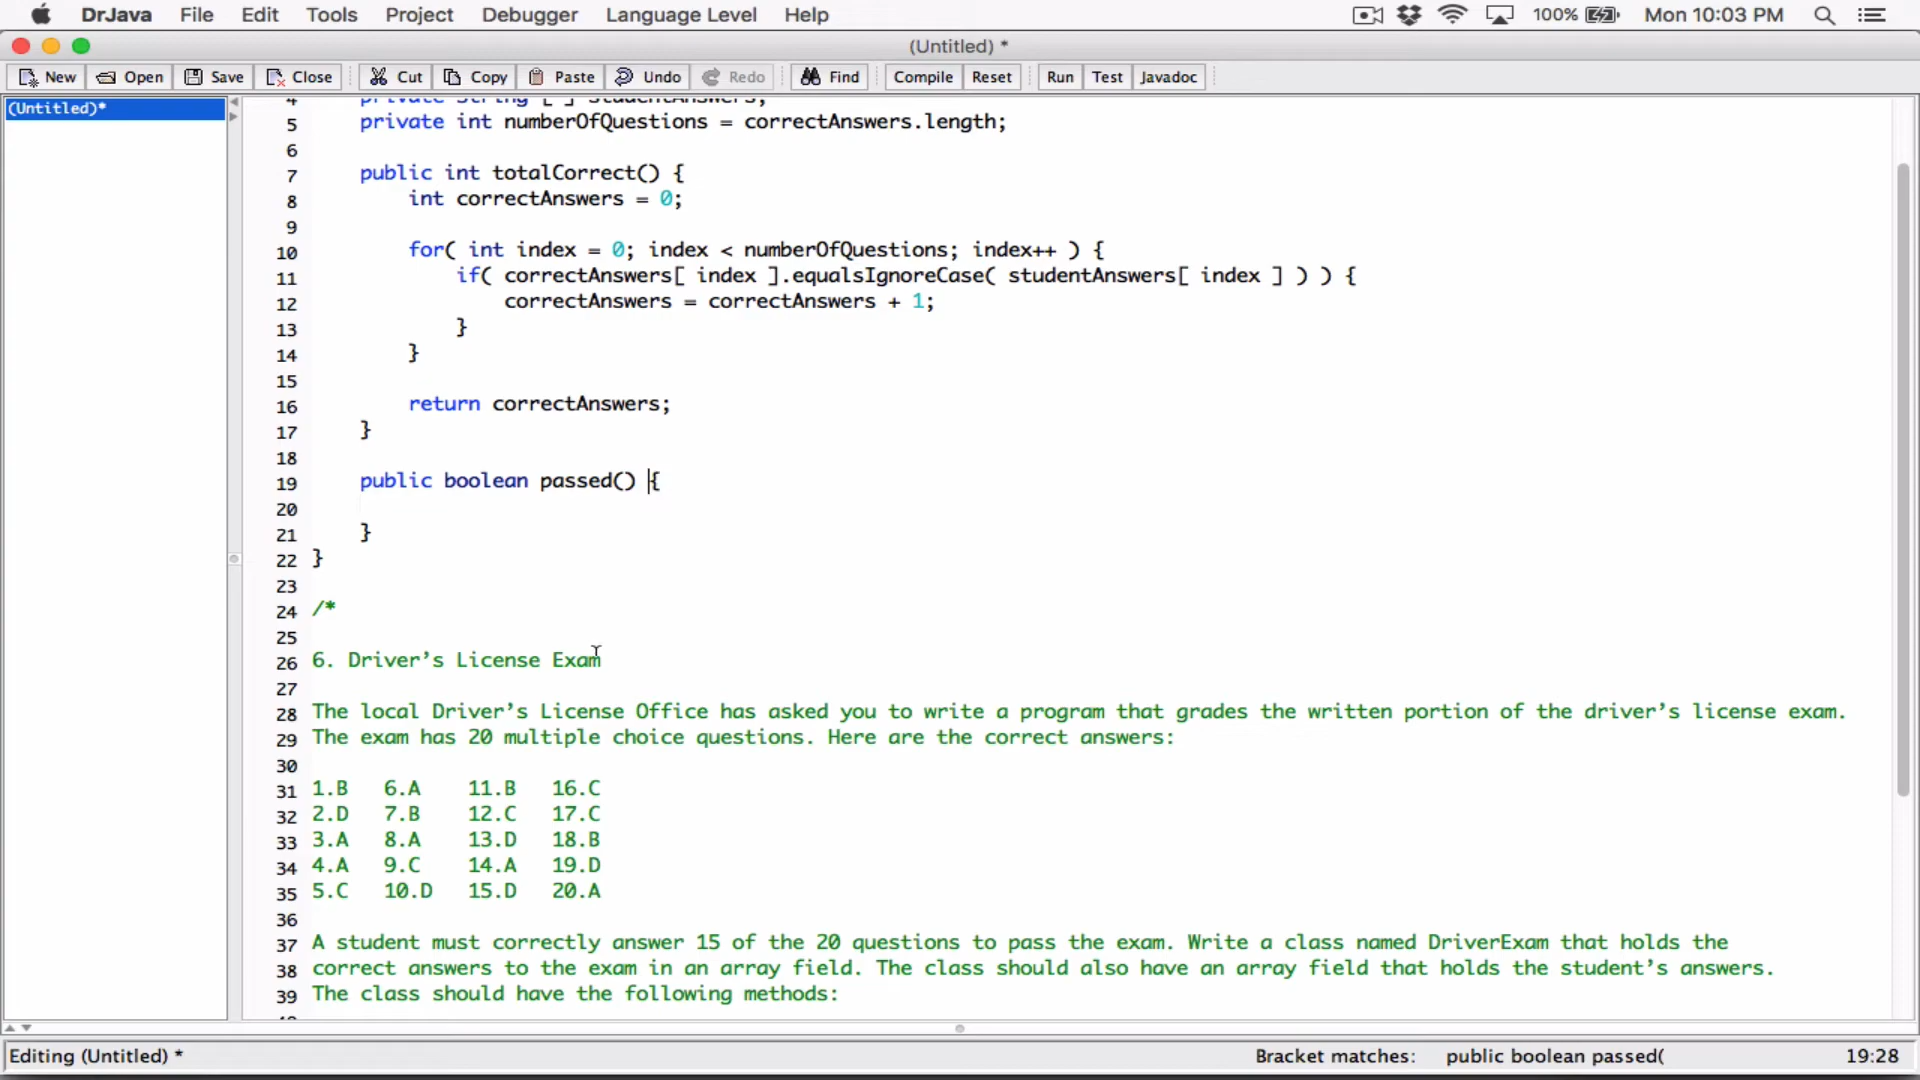 DrJava File Edit Tools Project Debugger Language Level Help 100% Mon 10:03 PM
(Untitled) *
New Open Save Close Cut Copy Paste Undo Redo Find Compile Reset Run Test Javadoc
(Untitled)*
4 private String [ ] studentAnswers;
5 private int numberOfQuestions = correctAnswers.length;
6
7 public int totalCorrect() {
8 int correctAnswers = 0;
9
10 for( int index = 0; index < numberOfQuestions; index++ ) {
11 if( correctAnswers[ index ].equalsIgnoreCase( studentAnswers[ index ] ) ) {
12 correctAnswers = correctAnswers + 1;
13 }
14 }
15
16 return correctAnswers;
17 }
18
19 public boolean passed() {
20
21 }
22 }
23
24 /*
25
26 6. Driver’s License Exam
27
28 The local Driver’s License Office has asked you to write a program that grades the written portion of the driver’s license exam.
29 The exam has 20 multiple choice questions. Here are the correct answers:
30
31 1.B 6.A 11.B 16.C
32 2.D 7.B 12.C 17.C
33 3.A 8.A 13.D 18.B
34 4.A 9.C 14.A 19.D
35 5.C 10.D 15.D 20.A
36
37 A student must correctly answer 15 of the 20 questions to pass the exam. Write a class named DriverExam that holds the
38 correct answers to the exam in an array field. The class should also have an array field that holds the student’s answers.
39 The class should have the following methods:
Editing (Untitled) * Bracket matches: public boolean passed( 19:28